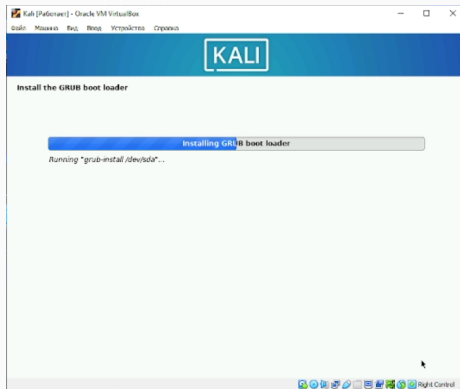 Kali [Работает] - Oracle VM VirtualBox
Файл Машина Вид Ввод Устройства Справка
KALI
Install the GRUB boot loader
Installing GRUB boot loader
Running "grub-install /dev/sda"...
Right Control